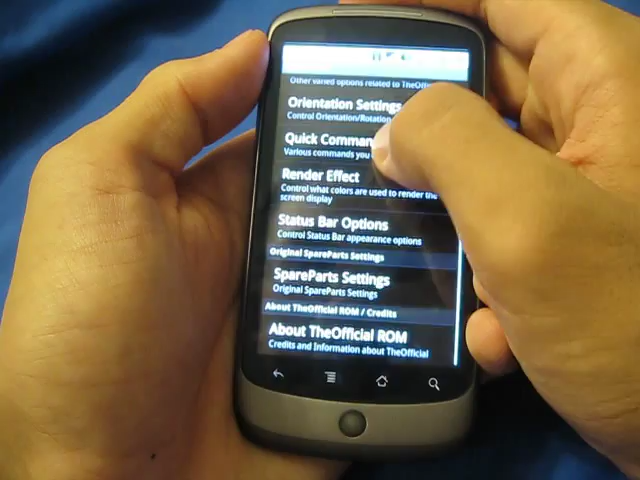 Other varied options related to TheOffic
Orientation Settings
Control Orientation/Rotation
Quick Comman
Various commands you
Render Effect
Control what colors are used to render the
screen display
Status Bar Options
Control Status Bar appearance options
Original SpareParts Settings
SpareParts Settings
Original SpareParts Settings
About TheOfficial ROM / Credits
About TheOfficial ROM
Credits and Information about TheOfficial